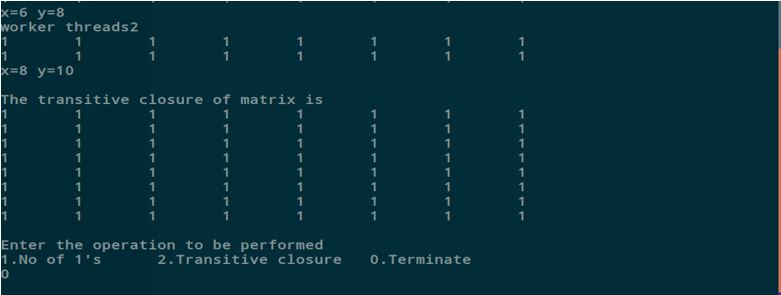 x=6 y=8
worker threads2
1 1 1 1 1 1 1 1
1 1 1 1 1 1 1 1
x=8 y=10
The transitive closure of matrix is
1 1 1 1 1 1 1 1
1 1 1 1 1 1 1 1
1 1 1 1 1 1 1 1
1 1 1 1 1 1 1 1
1 1 1 1 1 1 1 1
1 1 1 1 1 1 1 1
1 1 1 1 1 1 1 1
1 1 1 1 1 1 1 1
Enter the operation to be performed
1.No of 1's 2.Transitive closure 0.Terminate
0